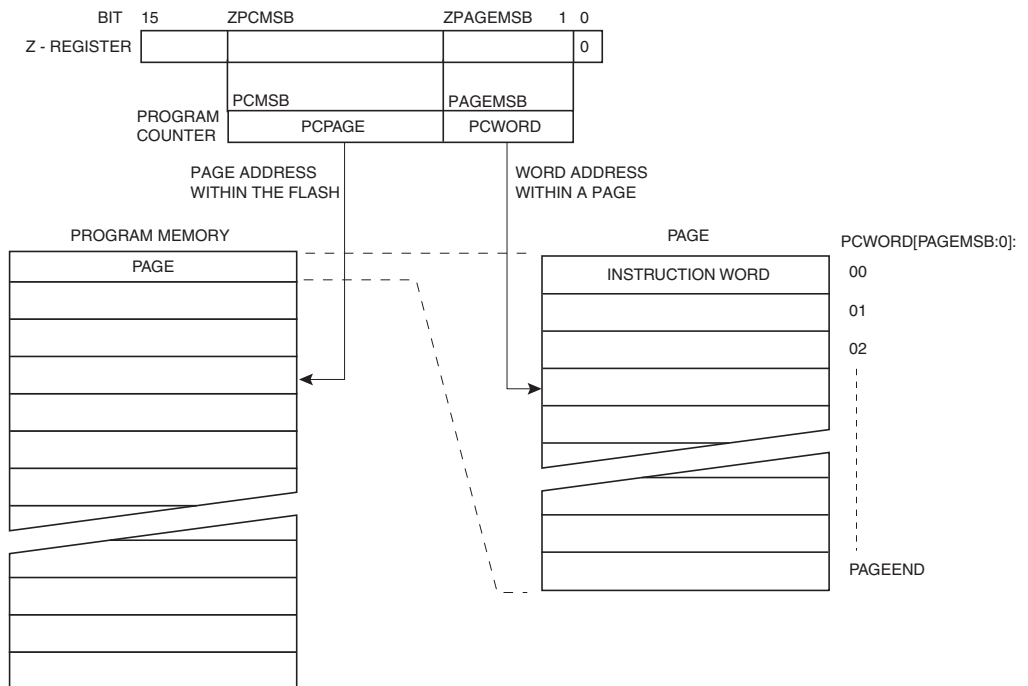 BIT 15 ZPCMSB ZPAGEMSB 1 0
Z - REGISTER 0
PCMSB PAGEMSB
PROGRAM
COUNTER
PCPAGE PCWORD
PAGE ADDRESS
WITHIN THE FLASH
WORD ADDRESS
WITHIN A PAGE
PROGRAM MEMORY
PAGE
PAGE
PCWORD[PAGEMSB:0]:
INSTRUCTION WORD
00
01
02
PAGEEND